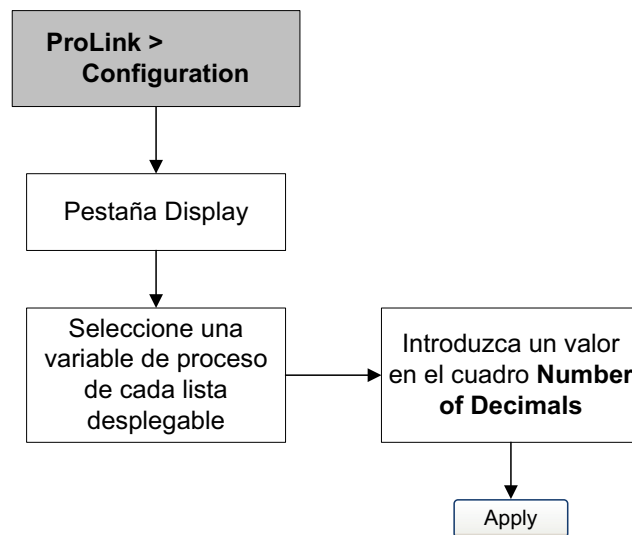 ProLink >
Configuration
Pestaña Display
Seleccione una
variable de proceso
de cada lista
desplegable
Introduzca un valor
en el cuadro Number
of Decimals
Apply